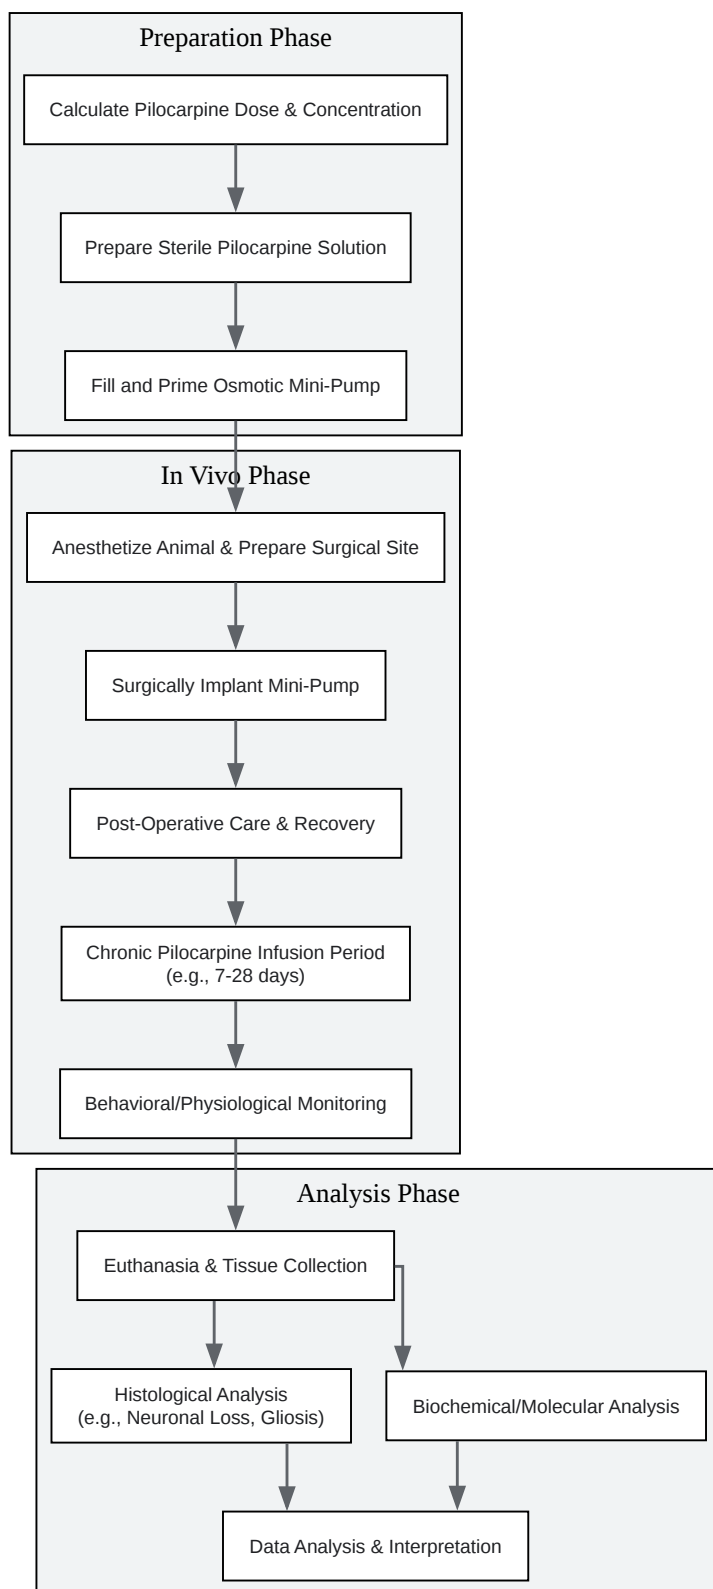 Preparation Phase
Calculate Pilocarpine Dose & Concentration
Prepare Sterile Pilocarpine Solution
Fill and Prime Osmotic Mini-Pump
In Vivo Phase
Anesthetize Animal & Prepare Surgical Site
Surgically Implant Mini-Pump
Post-Operative Care & Recovery
Chronic Pilocarpine Infusion Period
(e.g., 7-28 days)
Behavioral/Physiological Monitoring
Analysis Phase
Euthanasia & Tissue Collection
Histological Analysis
(e.g., Neuronal Loss, Gliosis)
Biochemical/Molecular Analysis
Data Analysis & Interpretation